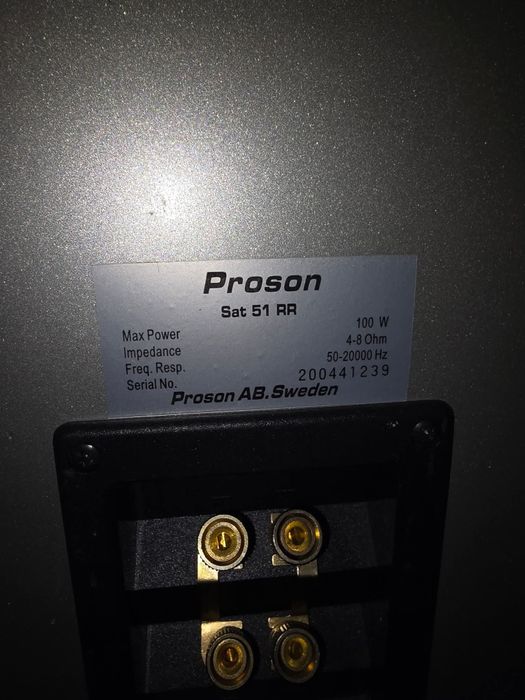 Proson
Sat 51 RR
Max Power 100 W
Impedance 4-8 Ohm
Freq. Resp. 50-20000 Hz
Serial No. 200441239
Proson AB. Sweden